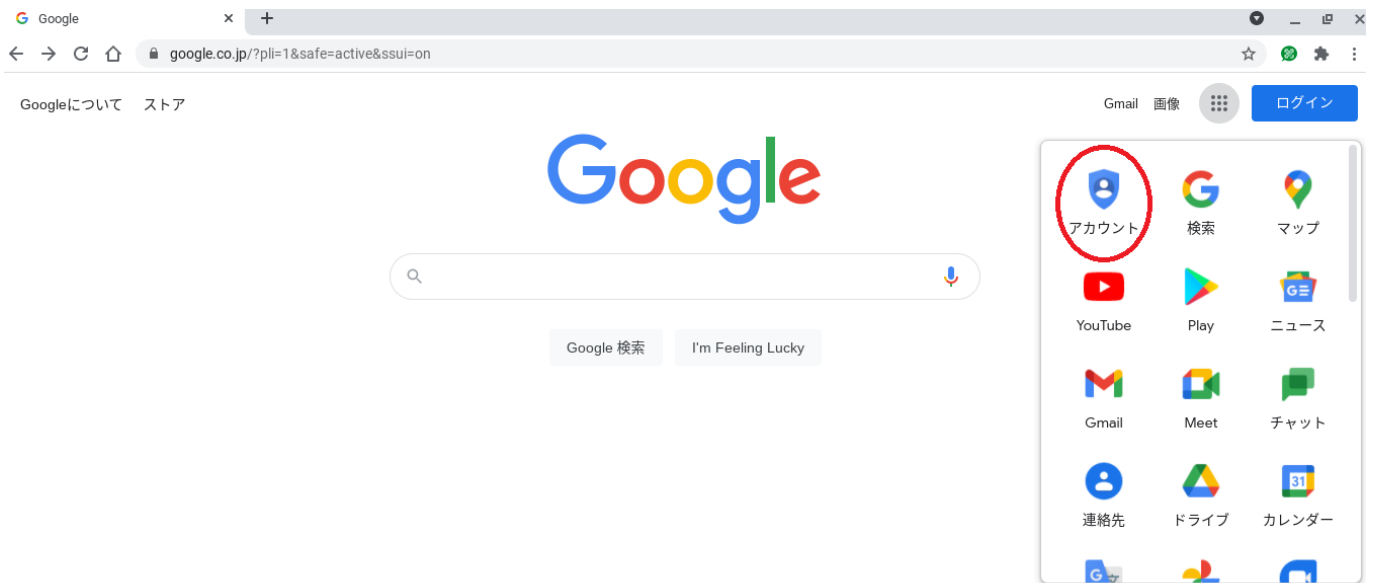 Google
google.co.jp/?pli=1&safe=active&ssui=on
Googleについて ストア
Gmail 画像 ログイン
Google
アカウント 検索 マップ
YouTube Play ニュース
Google 検索 I'm Feeling Lucky
Gmail Meet チャット
31
連絡先 ドライブ カレンダー
G 文